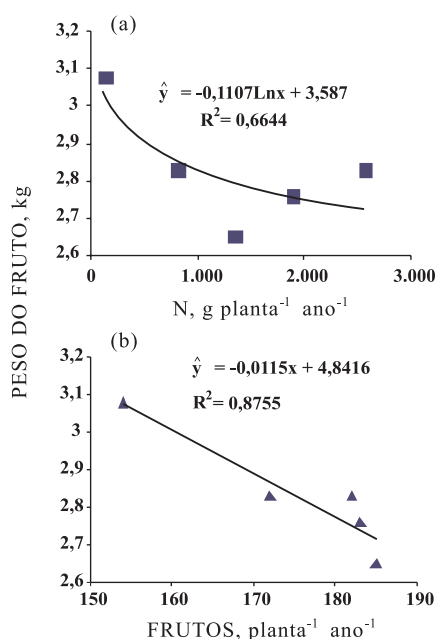 (a)
3,2
3,1
3
2,9
2,8
2,7
2,6
ŷ = -0,1107Lnx + 3,587
R² = 0,6644
0 1.000 2.000 3.000
N, g planta⁻¹ ano⁻¹
PESO DO FRUTO, kg
(b)
3,2
3,1
3
2,9
2,8
2,7
2,6
ŷ = -0,0115x + 4,8416
R² = 0,8755
150 160 170 180 190
FRUTOS, planta⁻¹ ano⁻¹